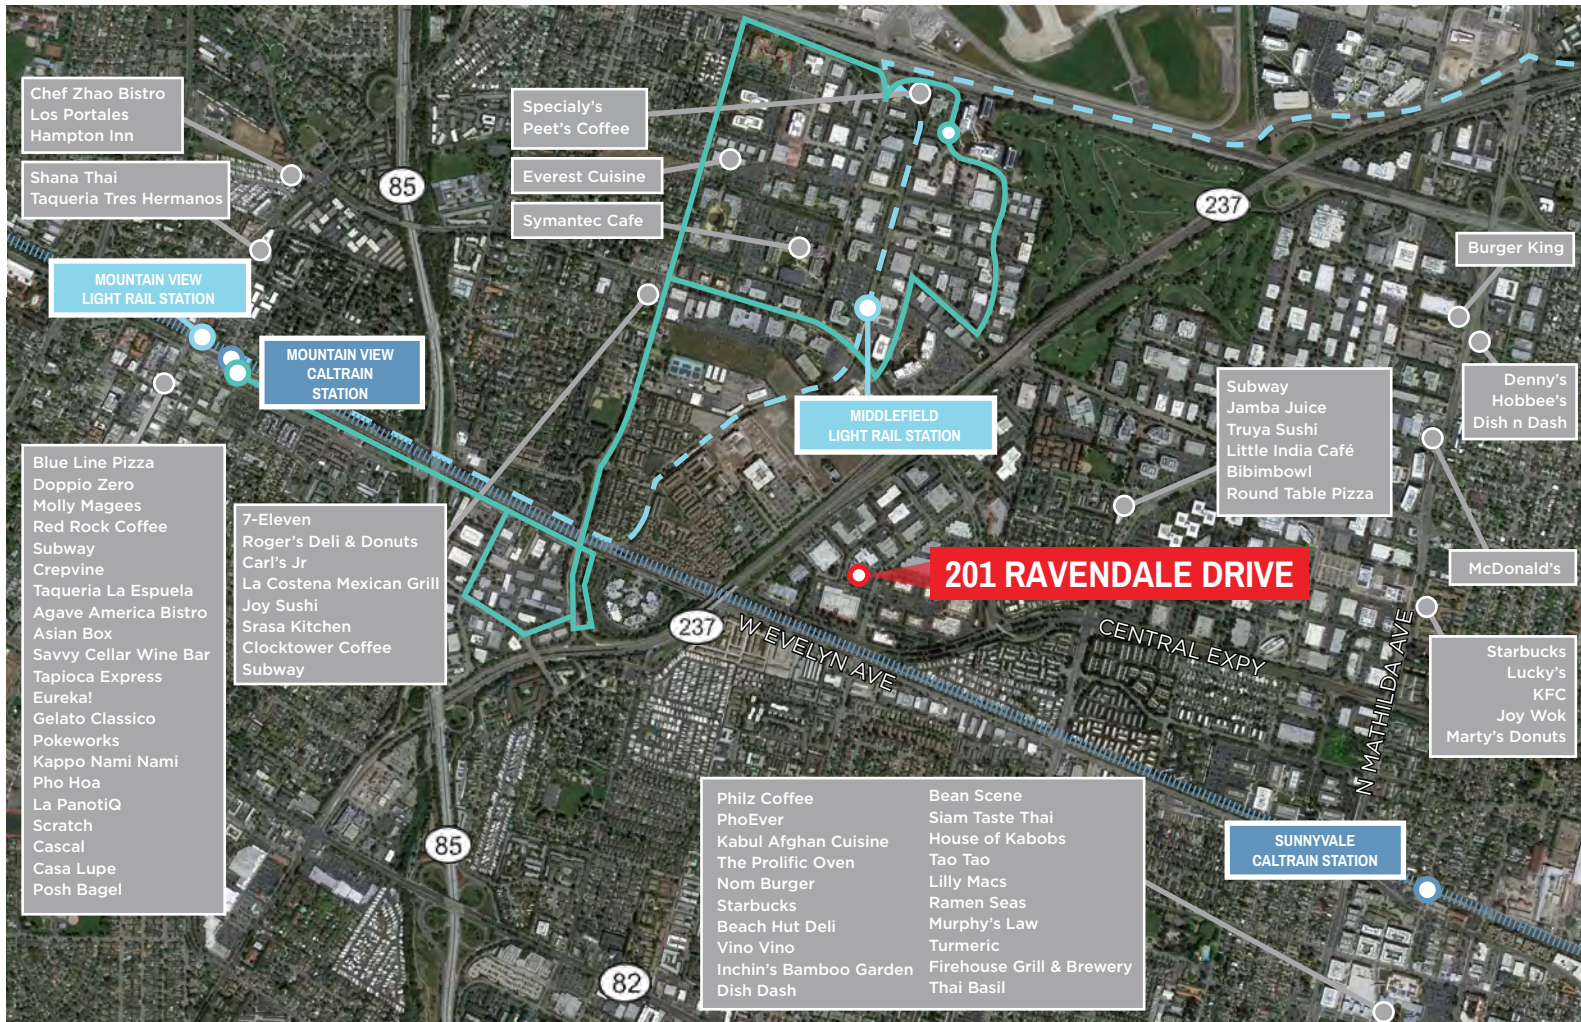 Chef Zhao Bistro
Los Portales
Hampton Inn
Shana Thai
Taqueria Tres Hermanos
85
Specialy's
Peet's Coffee
Everest Cuisine
Symantec Cafe
237
Burger King
MOUNTAIN VIEW
LIGHT RAIL STATION
MOUNTAIN VIEW
CALTRAIN
STATION
MIDDLEFIELD
LIGHT RAIL STATION
Subway
Jamba Juice
Truya Sushi
Little India Café
Bibimbowl
Round Table Pizza
Denny's
Hobbee's
Dish n Dash
Blue Line Pizza
Doppio Zero
Molly Magees
Red Rock Coffee
Subway
Crepvine
Taqueria La Espuela
Agave America Bistro
Asian Box
Savvy Cellar Wine Bar
Tapioca Express
Eureka!
Gelato Classico
Pokeworks
Kappo Nami Nami
Pho Hoa
La PanotiQ
Scratch
Cascal
Casa Lupe
Posh Bagel
7-Eleven
Roger's Deli & Donuts
Carl's Jr
La Costena Mexican Grill
Joy Sushi
Srasa Kitchen
Clocktower Coffee
Subway
201 RAVENDALE DRIVE
McDonald's
237
W EVELYN AVE
CENTRAL EXPY
N MATHILDA AVE
Starbucks
Lucky's
KFC
Joy Wok
Marty's Donuts
85
82
Philz Coffee
PhoEver
Kabul Afghan Cuisine
The Prolific Oven
Nom Burger
Starbucks
Beach Hut Deli
Vino Vino
Inchin's Bamboo Garden
Dish Dash
Bean Scene
Siam Taste Thai
House of Kabobs
Tao Tao
Lilly Macs
Ramen Seas
Murphy's Law
Turmeric
Firehouse Grill & Brewery
Thai Basil
SUNNYVALE
CALTRAIN STATION